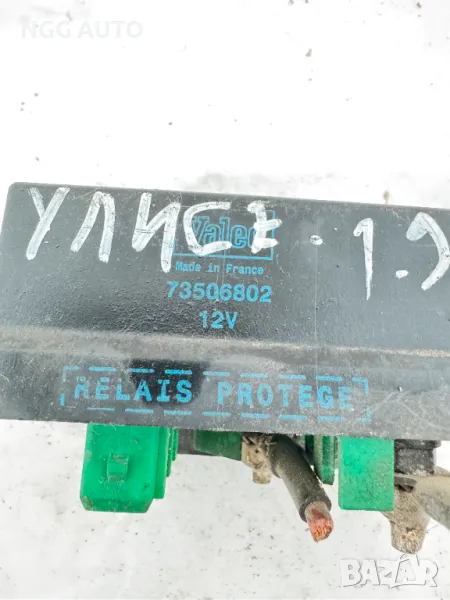 NGG AUTO
УЛИСЕ. 1.9
Valeo
Made in France
73506802
12V
RELAIS PROTEGE
BAZAR